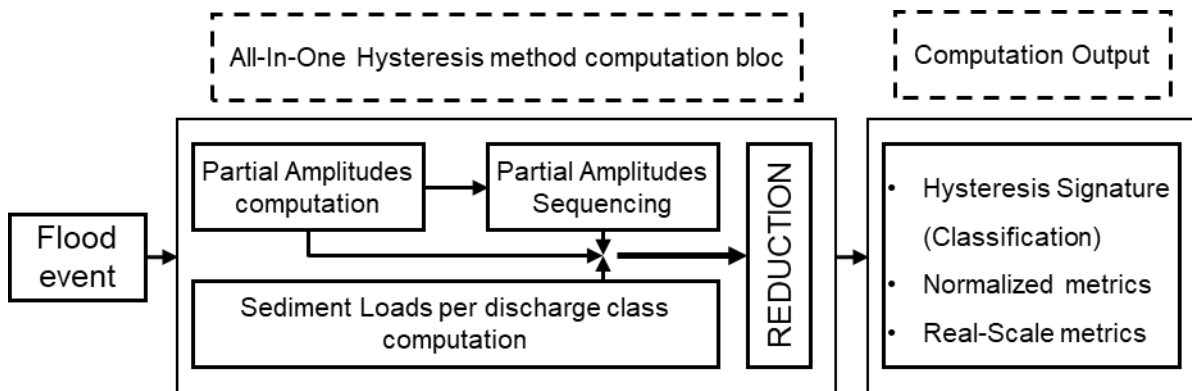 All-In-One Hysteresis method computation bloc
Computation Output
Flood
event
Partial Amplitudes
computation
Partial Amplitudes
Sequencing
Sediment Loads per discharge class
computation
REDUCTION
• Hysteresis Signature
(Classification)
• Normalized metrics
• Real-Scale metrics